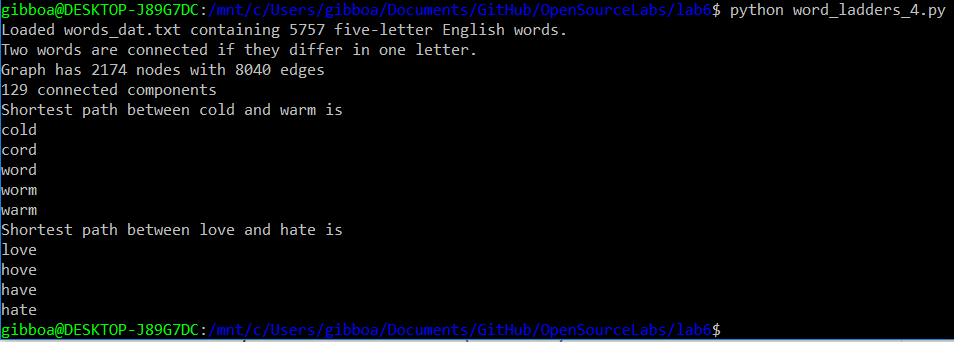 gibboa@DESKTOP-J89G7DC:/mnt/c/Users/gibboa/Documents/GitHub/OpenSourceLabs/lab6$ python word_ladders_4.py
Loaded words_dat.txt containing 5757 five-letter English words.
Two words are connected if they differ in one letter.
Graph has 2174 nodes with 8040 edges
129 connected components
Shortest path between cold and warm is
cold
cord
word
worm
warm
Shortest path between love and hate is
love
hove
have
hate
gibboa@DESKTOP-J89G7DC:/mnt/c/Users/gibboa/Documents/GitHub/OpenSourceLabs/lab6$